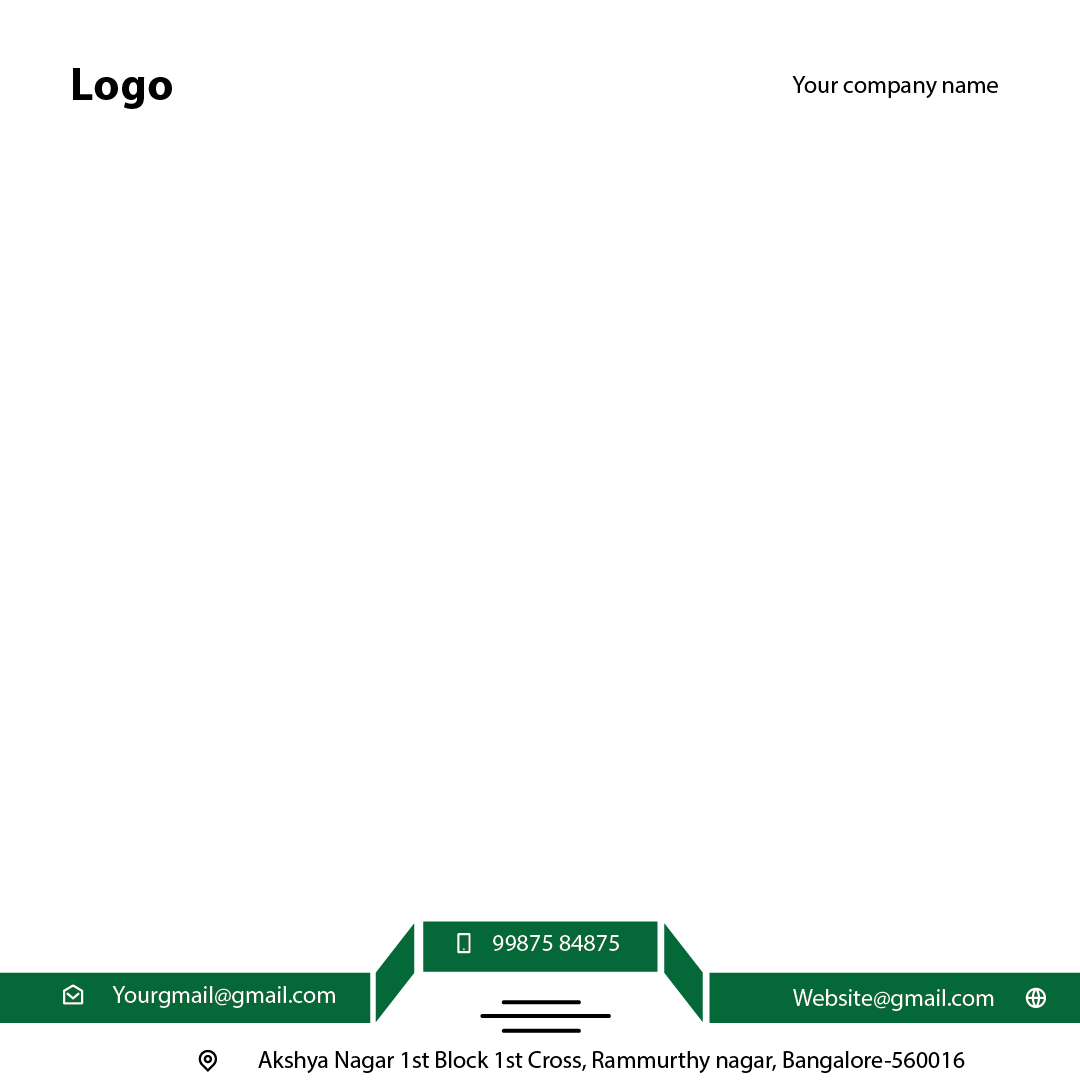 Logo
Your company name
99875 84875
Yourgmail@gmail.com
Website@gmail.com
Akshya Nagar 1st Block 1st Cross, Rammurthy nagar, Bangalore-560016